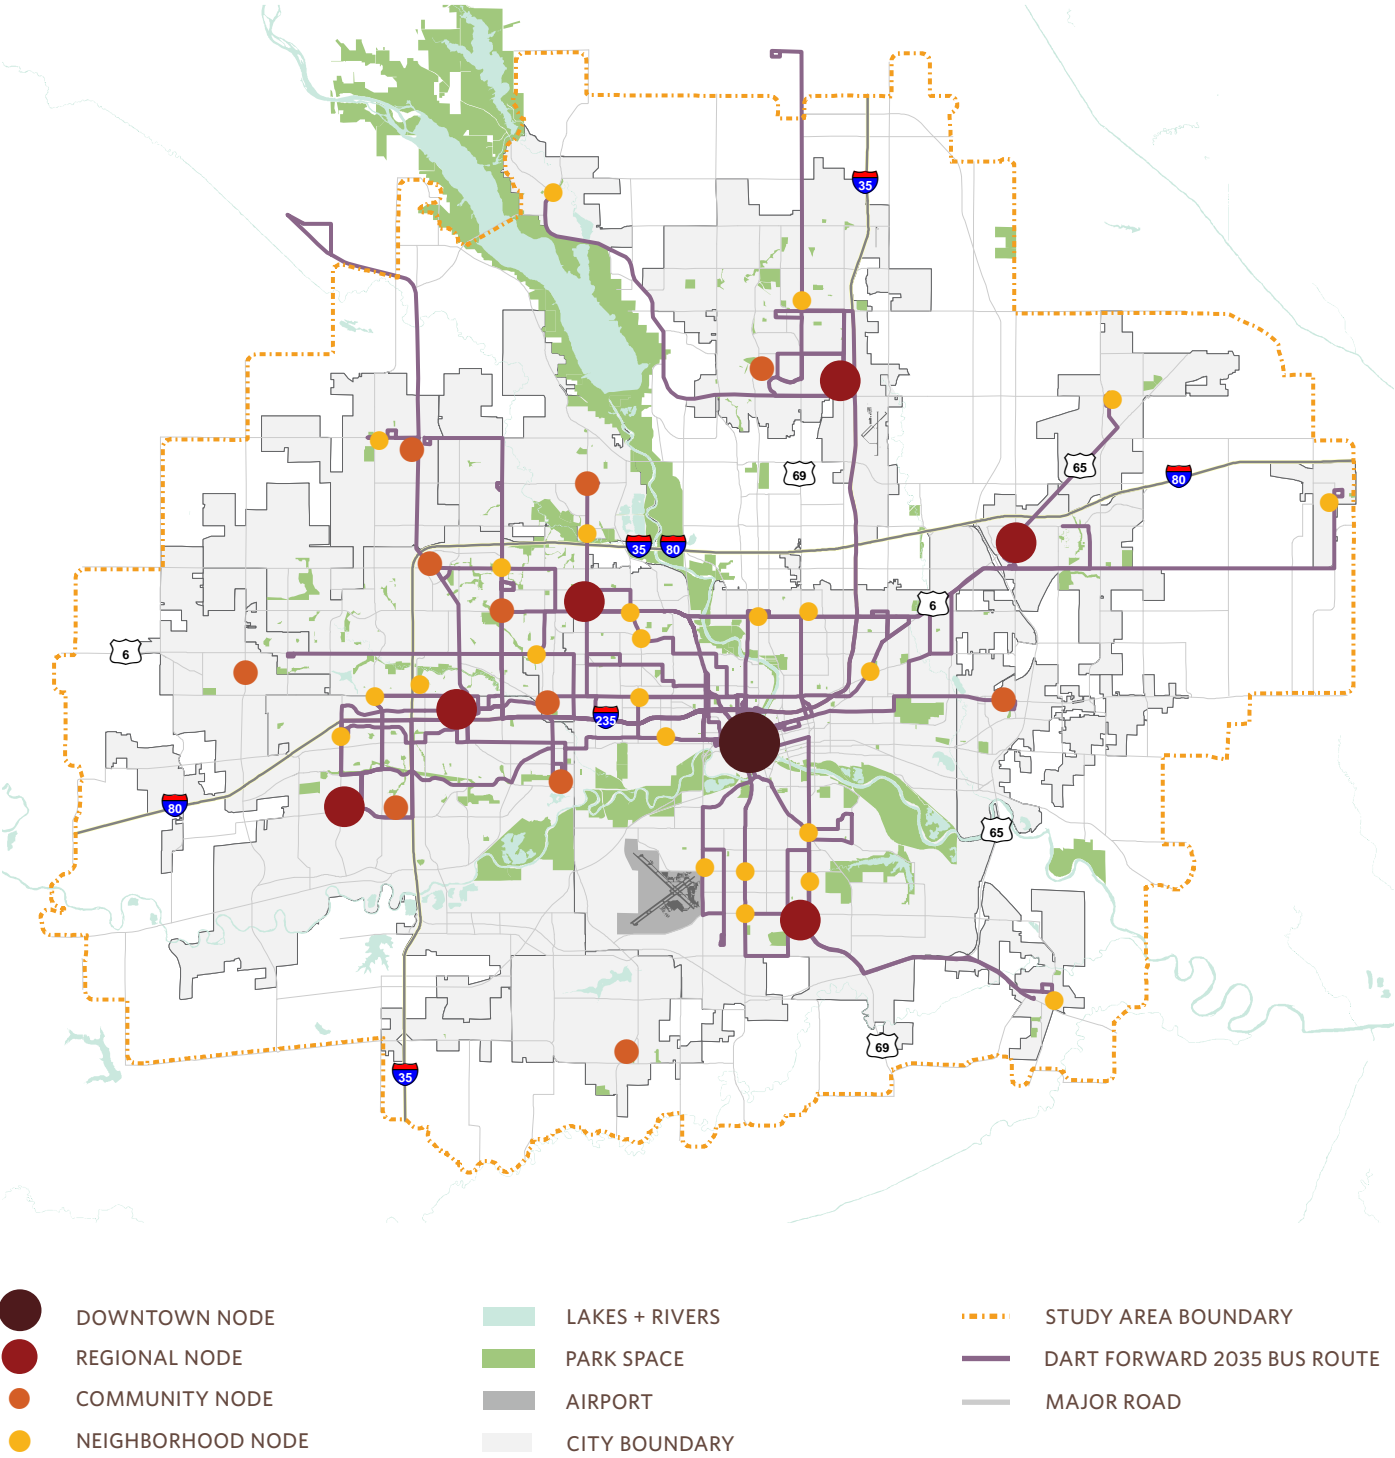 35
69
65
80
35
80
6
6
235
80
65
69
35
DOWNTOWN NODE
REGIONAL NODE
COMMUNITY NODE
NEIGHBORHOOD NODE
LAKES + RIVERS
PARK SPACE
AIRPORT
CITY BOUNDARY
STUDY AREA BOUNDARY
DART FORWARD 2035 BUS ROUTE
MAJOR ROAD